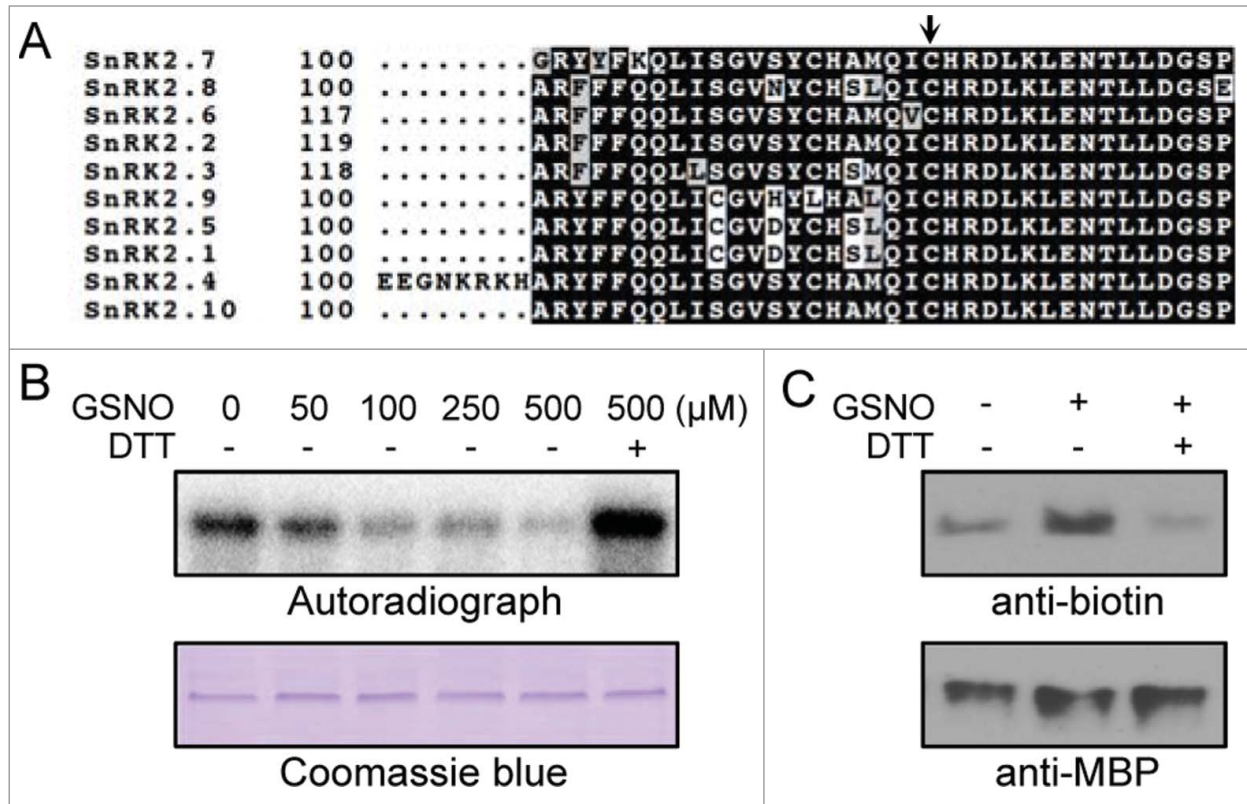 A
SnRK2.7 100 ........GRYYFKQLISGVSYCHAMQICHRDLKLENTLLDGSP
SnRK2.8 100 ........ARFFFQQLISGVNYCHSLQICHRDLKLENTLLDGSE
SnRK2.6 117 ........ARFFFQQLISGVSYCHAMQVCHRDLKLENTLLDGSP
SnRK2.2 119 ........ARFFFQQLISGVSYCHAMQICHRDLKLENTLLDGSP
SnRK2.3 118 ........ARFFFQQLLSGVSYCHSMQICHRDLKLENTLLDGSP
SnRK2.9 100 ........ARYFFQQLICGVHYLHALQICHRDLKLENTLLDGSP
SnRK2.5 100 ........ARYFFQQLICGVDYCHSLQICHRDLKLENTLLDGSP
SnRK2.1 100 ........ARYFFQQLICGVDYCHSLQICHRDLKLENTLLDGSP
SnRK2.4 100 EEGNKRKHARYFFQQLISGVSYCHAMQICHRDLKLENTLLDGSP
SnRK2.10 100 ........ARYFFQQLISGVSYCHAMQICHRDLKLENTLLDGSP
B
GSNO 0 50 100 250 500 500 (µM)
DTT - - - - - +
Autoradiograph
Coomassie blue
C
GSNO - + +
DTT - - +
anti-biotin
anti-MBP